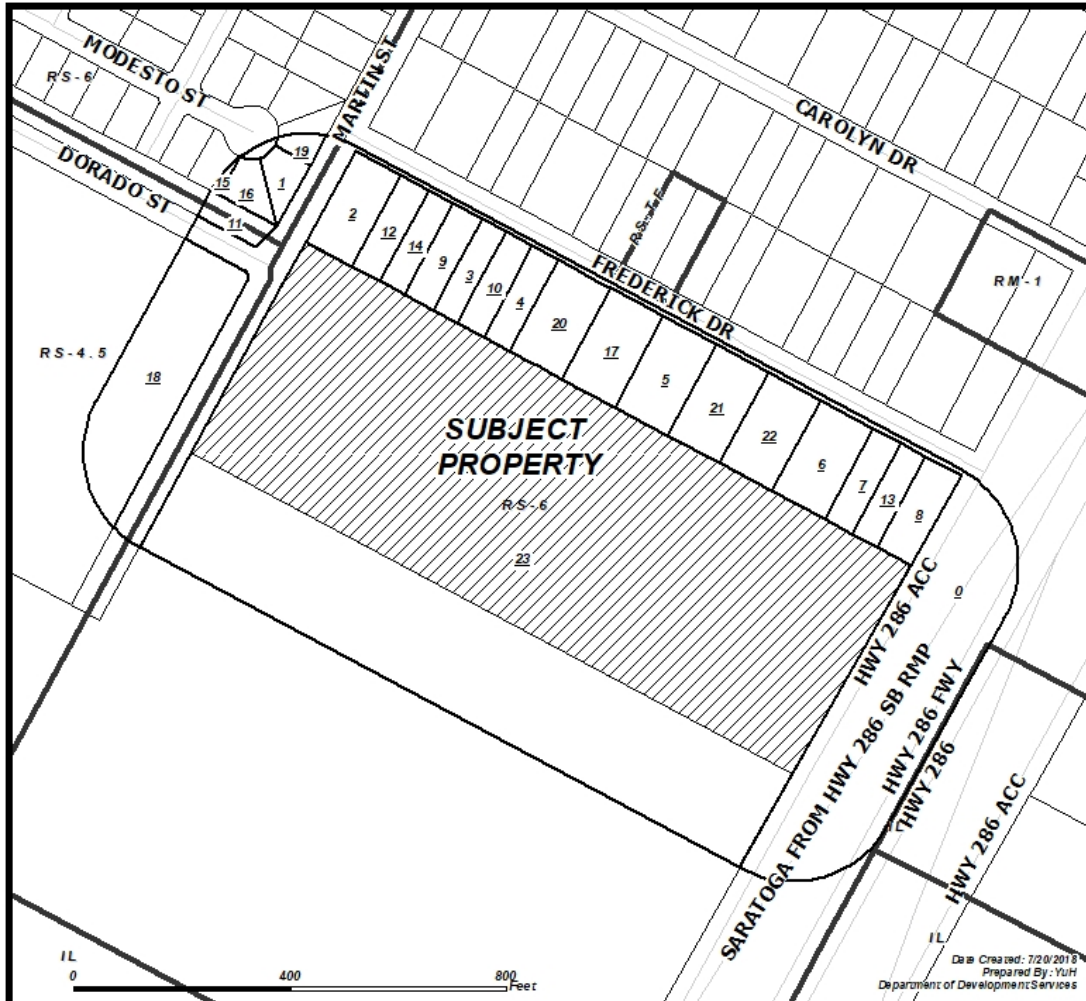 MODESTO ST
RS-6
MARTIN ST
CAROLYN DR
DORADO ST
19
15
16
1
11
2
12
14
9
3
10
4
20
17
5
21
22
6
7
13
8
RS-TF
FREDERICK DR
RM-1
RS-4.5
18
SUBJECT
PROPERTY
RS-6
23
0
HWY 286 ACC
SARATOGA FROM HWY 286 SB RMP
HWY 286 FWY
HWY 286
IL
HWY 286 ACC
IL
IL
0 400 800
Feet
Date Created: 7/20/2018
Prepared By: YuH
Department of Development Services